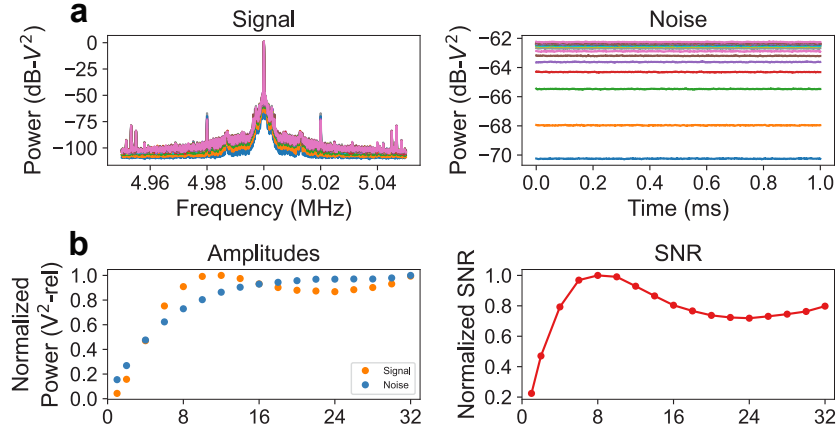 a
Signal
Power (dB-V²)
0
−25
−50
−75
−100
4.96 4.98 5.00 5.02 5.04
Frequency (MHz)
Noise
Power (dB-V²)
−62
−64
−66
−68
−70
0.0 0.2 0.4 0.6 0.8 1.0
Time (ms)
b
Amplitudes
Normalized
Power (V²-rel)
1.0
0.8
0.6
0.4
0.2
0.0
Signal
Noise
0 8 16 24 32
SNR
Normalized SNR
1.0
0.8
0.6
0.4
0.2
0 8 16 24 32